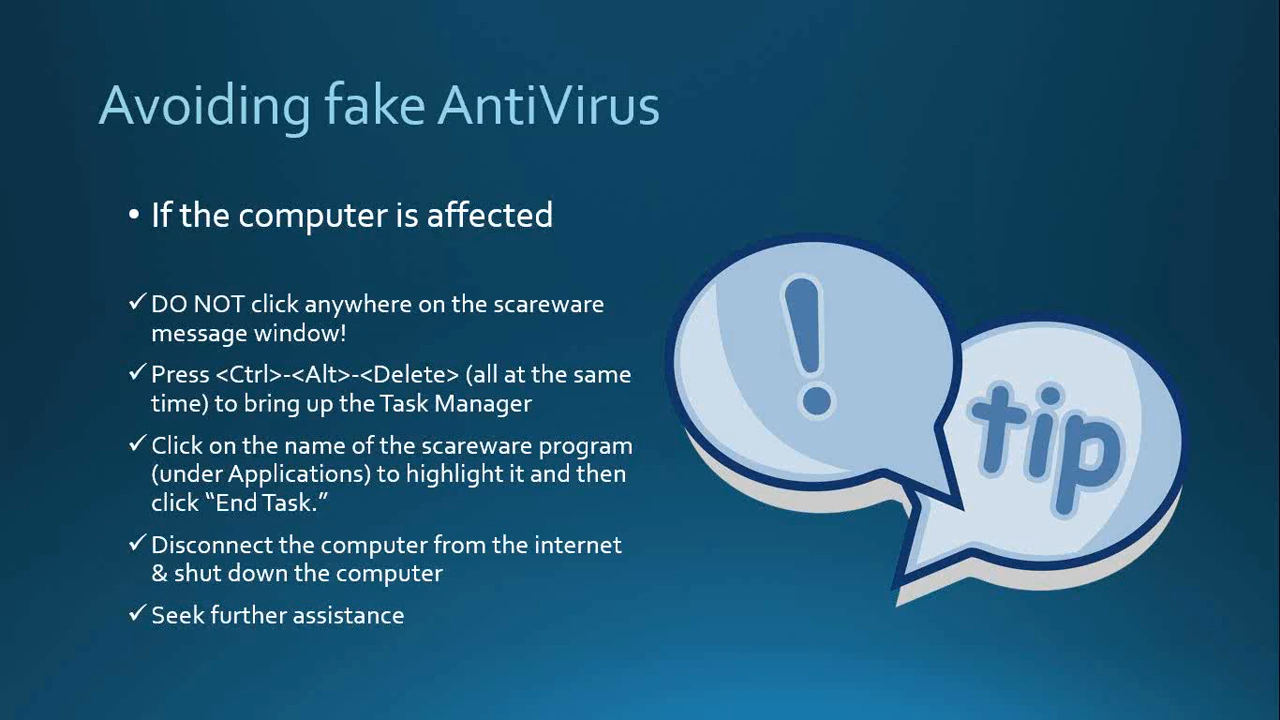 Avoiding fake AntiVirus
• If the computer is affected
✓ DO NOT click anywhere on the scareware
message window!
✓ Press <Ctrl>-<Alt>-<Delete> (all at the same
time) to bring up the Task Manager
✓ Click on the name of the scareware program
(under Applications) to highlight it and then
click “End Task.”
✓ Disconnect the computer from the internet
& shut down the computer
✓ Seek further assistance
!
tip